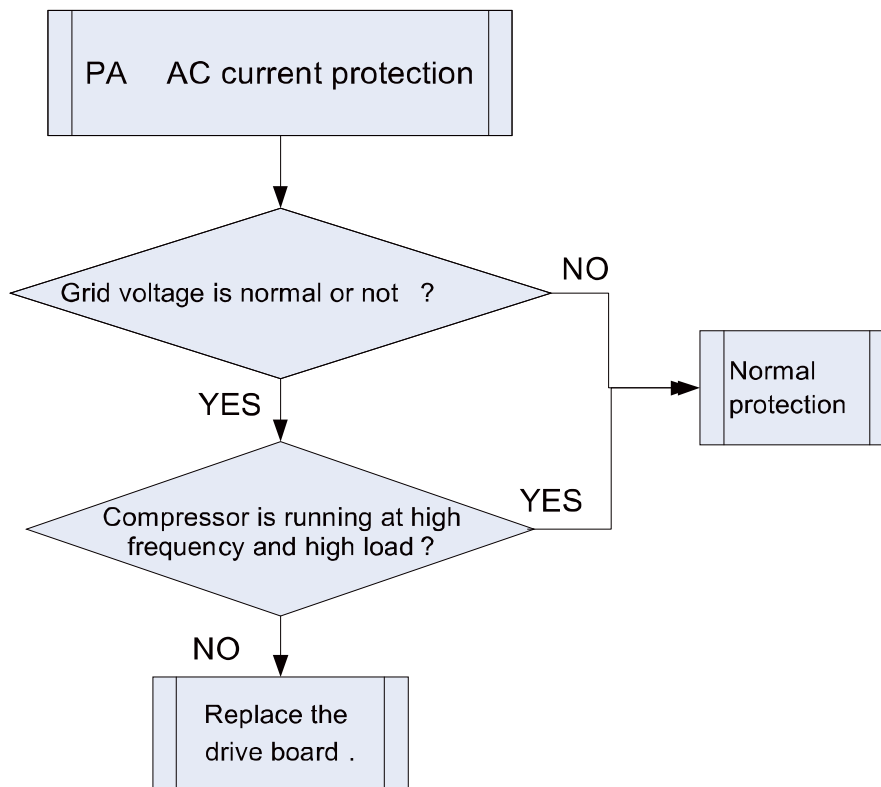 PA AC current protection
Grid voltage is normal or not ?
NO
YES
Normal
protection
Compressor is running at high
frequency and high load ?
YES
NO
Replace the
drive board .